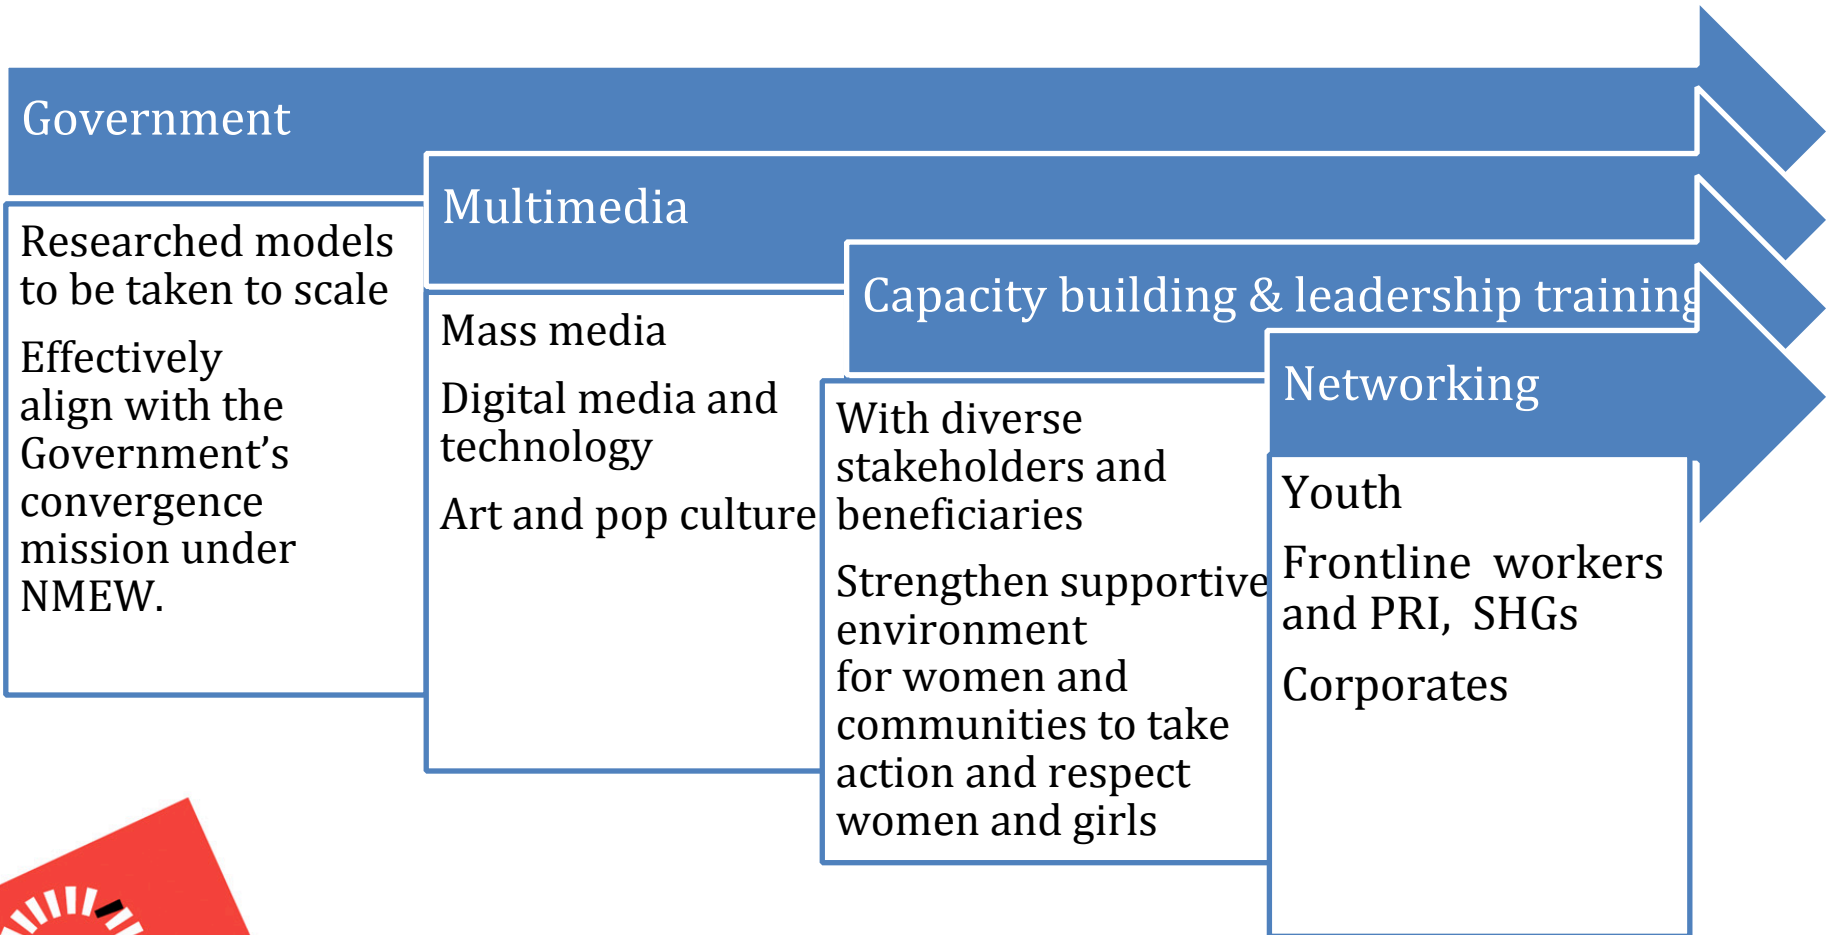 Government
Researched models
to be taken to scale
Effectively
align with the
Government’s
convergence
mission under
NMEW.
Multimedia
Mass media
Digital media and
technology
Art and pop culture
Capacity building & leadership training
With diverse
stakeholders and
beneficiaries
Strengthen supportive
environment
for women and
communities to take
action and respect
women and girls
Networking
Youth
Frontline  workers
and PRI,  SHGs
Corporates